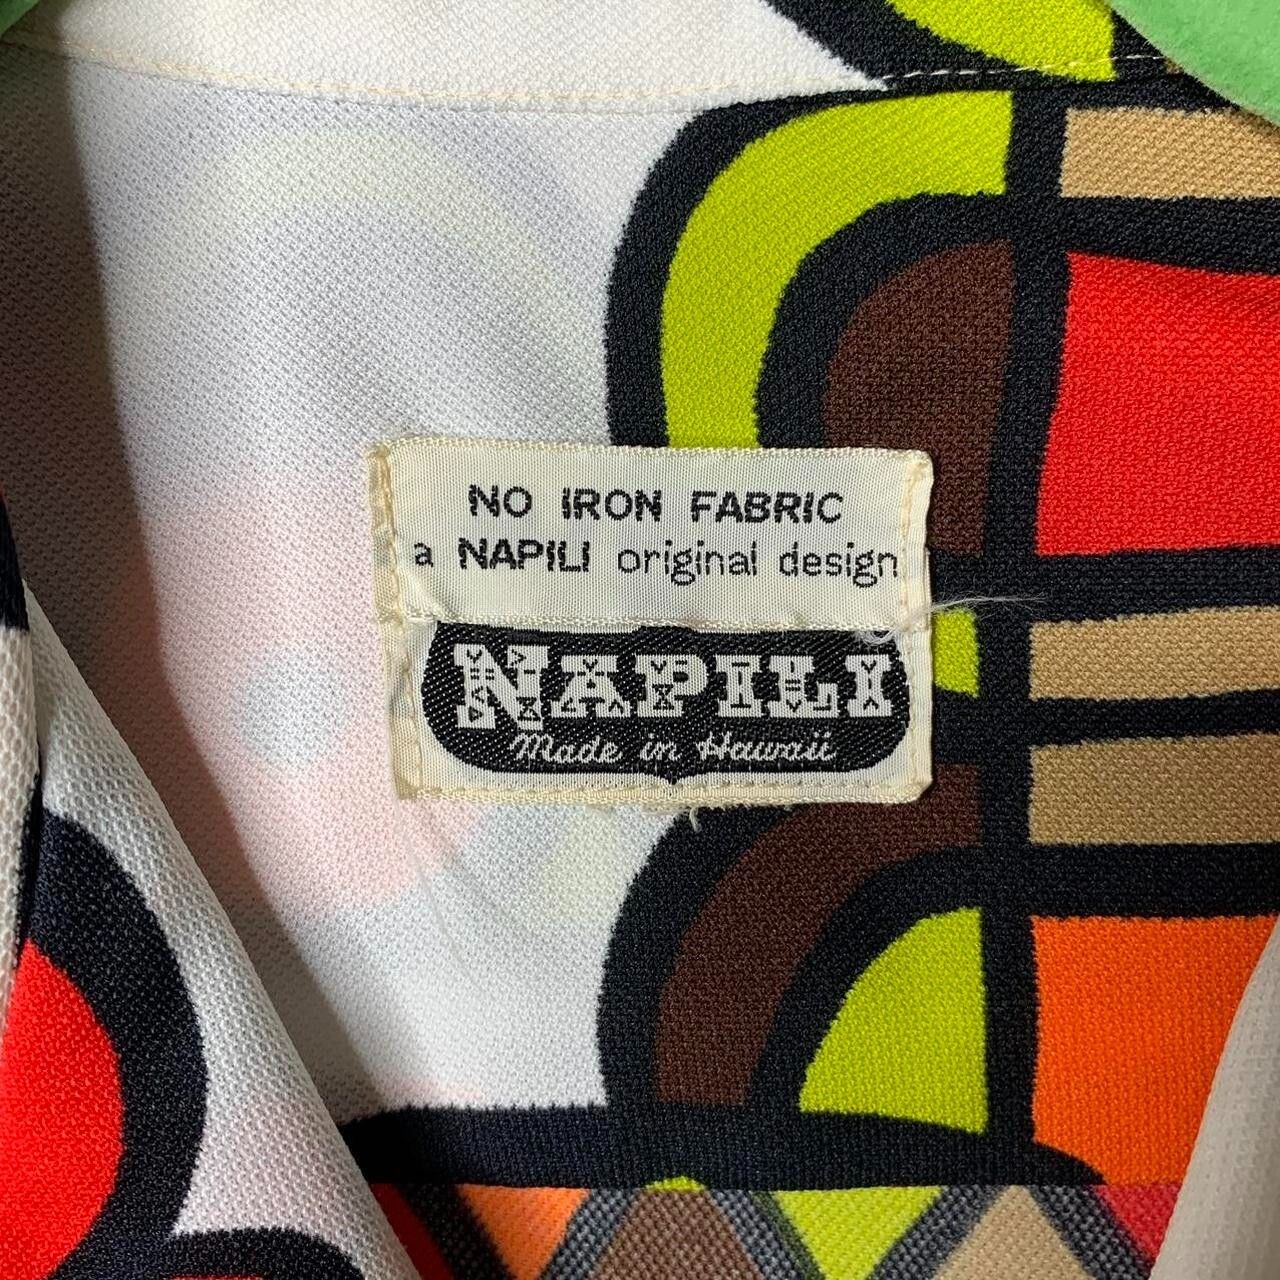 NO IRON FABRIC
a NAPILI original design
NAPILI
Made in Hawaii